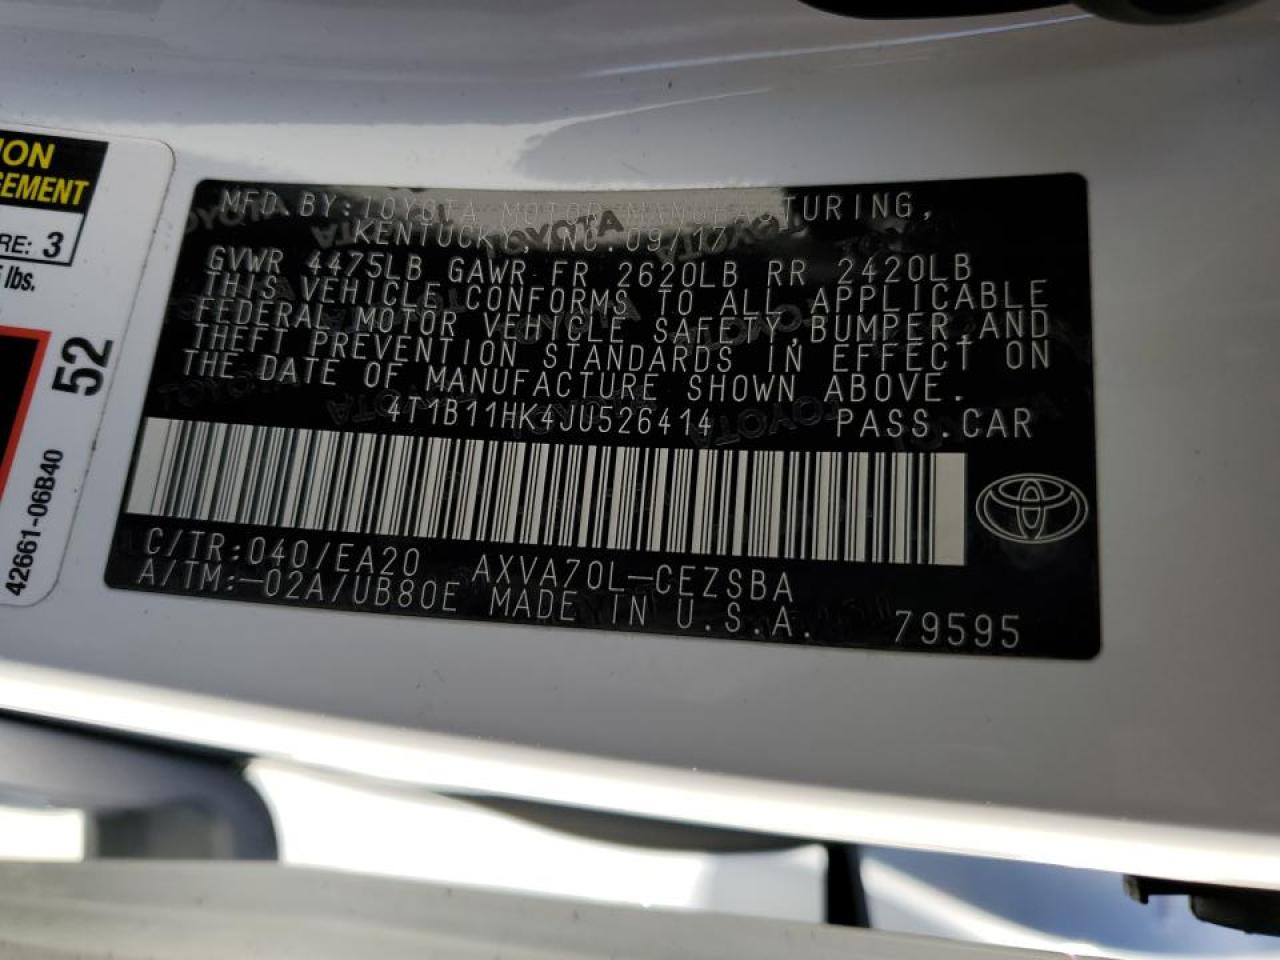 ION
GEMENT
RE: 3
lbs.
52
42661-06B40
MFD. BY: TOYOTA MOTOR MANUFACTURING,
KENTUCKY, INC. 09/17
GVWR 4475LB GAWR FR 2620LB RR 2420LB
THIS VEHICLE CONFORMS TO ALL APPLICABLE
FEDERAL MOTOR VEHICLE SAFETY, BUMPER, AND
THEFT PREVENTION STANDARDS IN EFFECT ON
THE DATE OF MANUFACTURE SHOWN ABOVE.
4T1B11HK4JU526414 PASS.CAR
C/TR:040/EA20 AXVA70L-CEZSBA
A/TM:-02A/UB80E MADE IN U.S.A. 79595